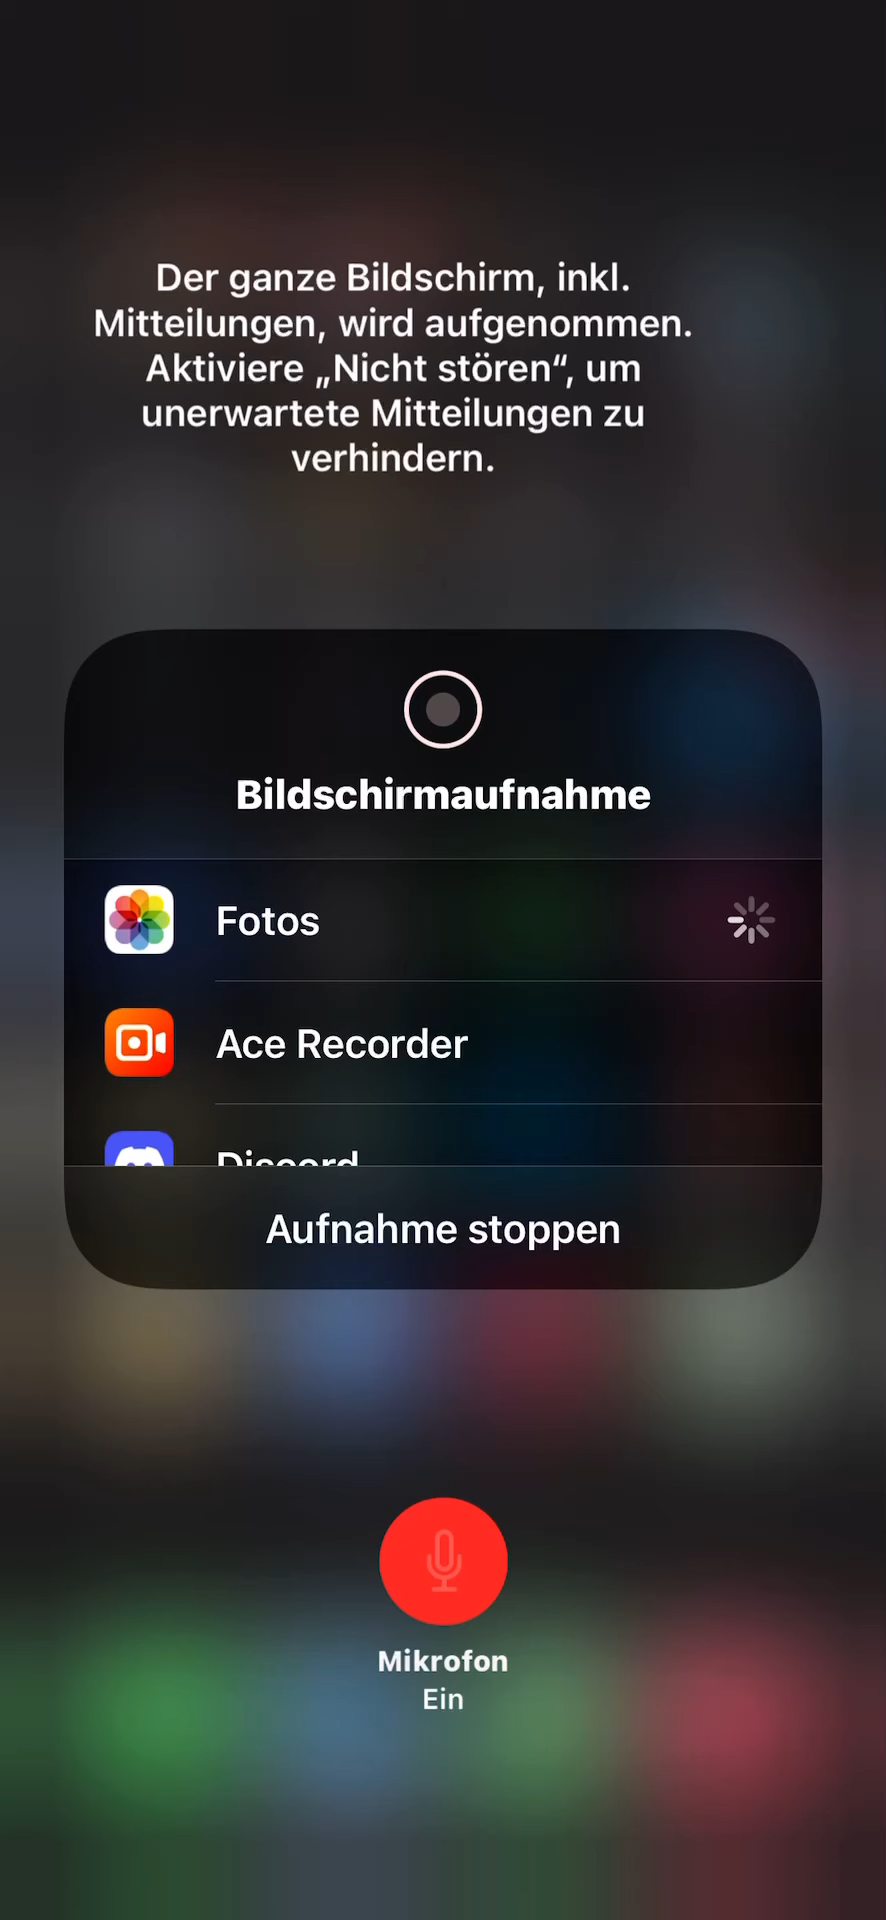 Der ganze Bildschirm, inkl.
Mitteilungen, wird aufgenommen.
Aktiviere „Nicht stören“, um
unerwartete Mitteilungen zu
verhindern.
Bildschirmaufnahme
Fotos
Ace Recorder
Discord
Aufnahme stoppen
Mikrofon
Ein